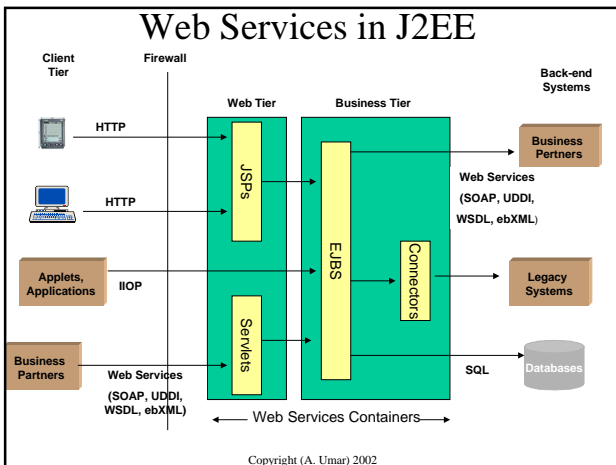 Web Services in J2EE
Client
Tier
Firewall
Back-end
Systems
Web Tier
Business Tier
HTTP
JSPs
Business
Pertners
Web Services
(SOAP, UDDI,
WSDL, ebXML)
HTTP
EJBS
Connectors
Applets,
Applications
IIOP
Legacy
Systems
Servlets
Business
Partners
Web Services
(SOAP, UDDI,
WSDL, ebXML)
SQL
Databases
Web Services Containers
Copyright (A. Umar) 2002